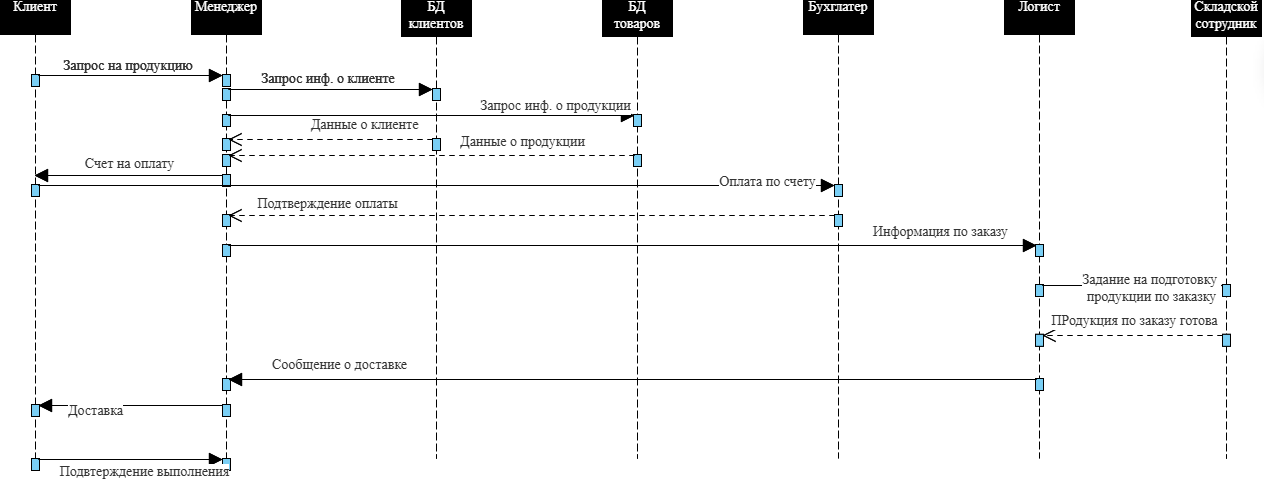 Клиент
Менеджер
БД
клиентов
БД
товаров
Бухглатер
Логист
Складской
сотрудник
Запрос на продукцию
Запрос инф. о клиенте
Запрос инф. о продукции
Данные о клиенте
Данные о продукции
Счет на оплату
Оплата по счету
Подтверждение оплаты
Информация по заказу
Задание на подготовку
продукции по заказку
ПРодукция по заказу готова
Сообщение о доставке
Доставка
Подвтерждение выполнения